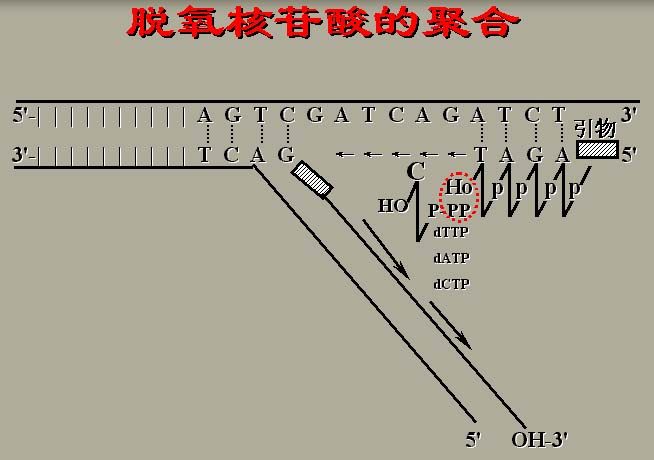 脱氧核苷酸的聚合
5'- A G T C G A T C A G A T C T 3'
引物
3'- T C A G T A G A 5'
C
HO Ho p p p p
P-PP
dTTP
dATP
dCTP
5' OH-3'